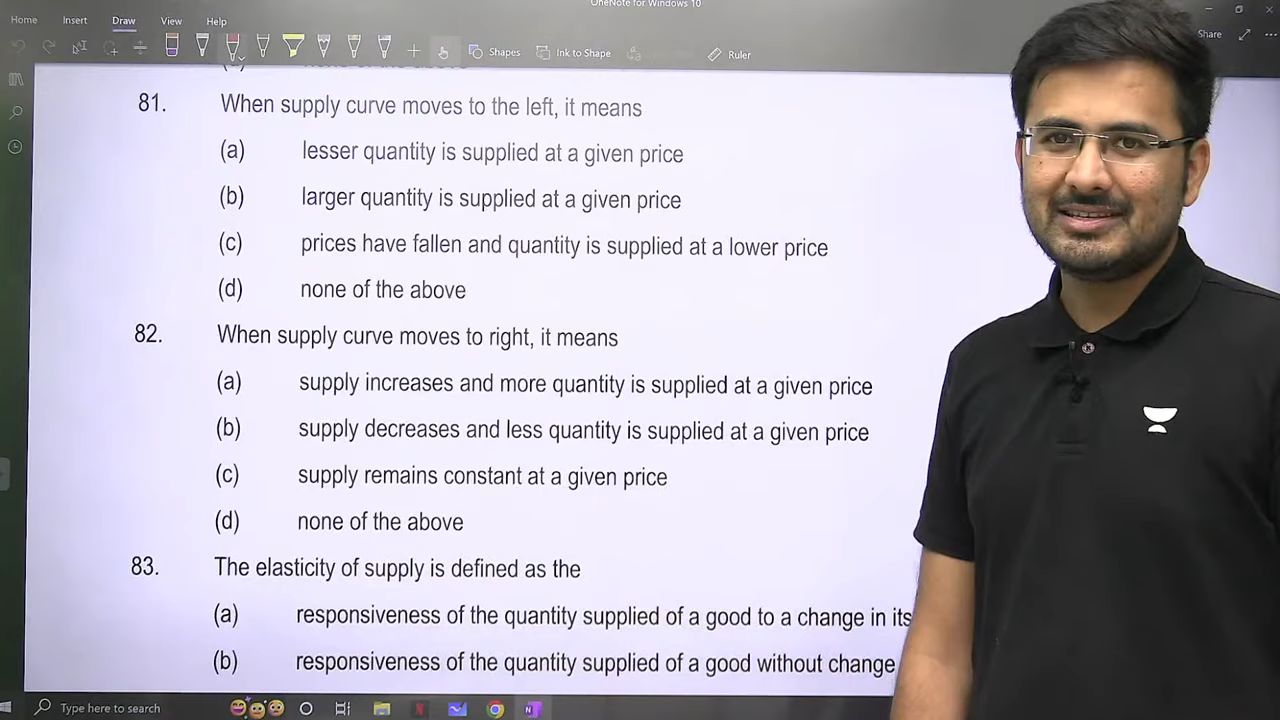 OneNote for Windows 10
Home Insert Draw View Help
Share
Shapes Ink to Shape Ruler
none of the above
81. When supply curve moves to the left, it means
(a) lesser quantity is supplied at a given price
(b) larger quantity is supplied at a given price
(c) prices have fallen and quantity is supplied at a lower price
(d) none of the above
82. When supply curve moves to right, it means
(a) supply increases and more quantity is supplied at a given price
(b) supply decreases and less quantity is supplied at a given price
(c) supply remains constant at a given price
(d) none of the above
83. The elasticity of supply is defined as the
(a) responsiveness of the quantity supplied of a good to a change in its
(b) responsiveness of the quantity supplied of a good without change
Type here to search